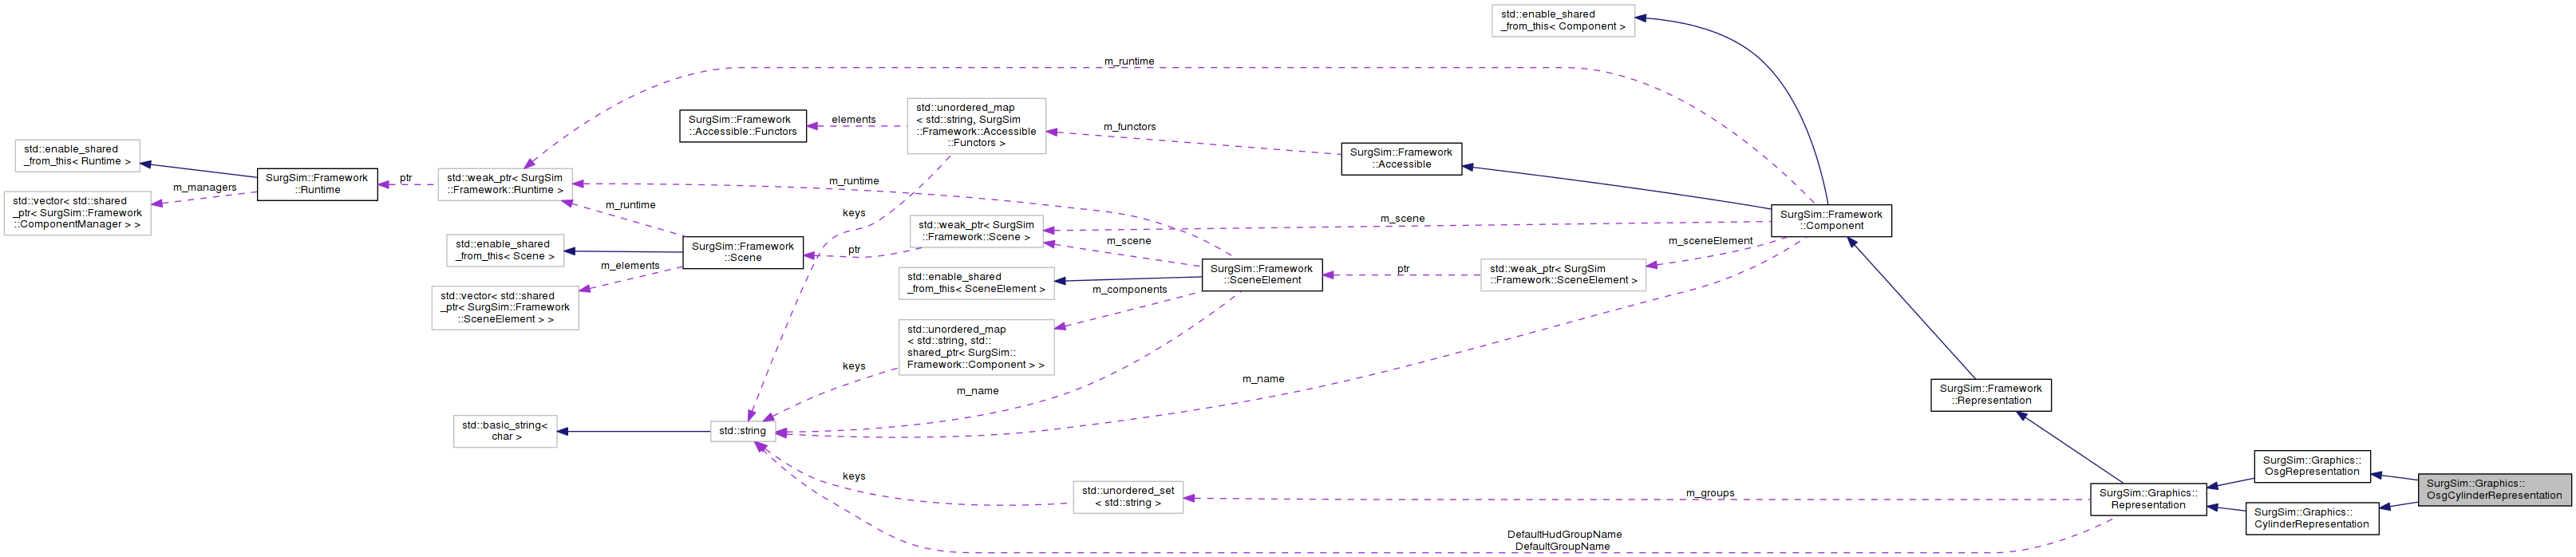 std::enable_shared
_from_this< Component >
m_runtime
std::unordered_map
< std::string, SurgSim
::Framework::Accessible
::Functors >
elements
SurgSim::Framework
::Accessible::Functors
m_functors
SurgSim::Framework
::Accessible
std::enable_shared
_from_this< Runtime >
SurgSim::Framework
::Runtime
m_managers
std::vector< std::shared
_ptr< SurgSim::Framework
::ComponentManager > >
ptr
std::weak_ptr< SurgSim
::Framework::Runtime >
m_runtime
m_runtime
keys
std::weak_ptr< SurgSim
::Framework::Scene >
m_scene
SurgSim::Framework
::Component
std::enable_shared
_from_this< Scene >
SurgSim::Framework
::Scene
ptr
m_scene
m_sceneElement
m_elements
std::vector< std::shared
_ptr< SurgSim::Framework
::SceneElement > >
std::enable_shared
_from_this< SceneElement >
SurgSim::Framework
::SceneElement
ptr
std::weak_ptr< SurgSim
::Framework::SceneElement >
m_components
std::unordered_map
< std::string, std::
shared_ptr< SurgSim::
Framework::Component > >
keys
m_name
m_name
SurgSim::Framework
::Representation
std::basic_string<
char >
std::string
keys
std::unordered_set
< std::string >
m_groups
SurgSim::Graphics::
Representation
SurgSim::Graphics::
OsgRepresentation
SurgSim::Graphics::
CylinderRepresentation
SurgSim::Graphics::
OsgCylinderRepresentation
DefaultHudGroupName
DefaultGroupName